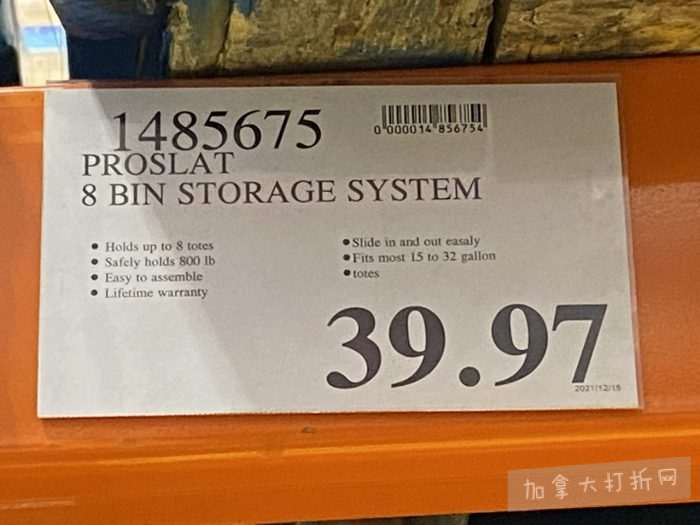 1485675
0 000014 856754
PROSLAT
8 BIN STORAGE SYSTEM
• Holds up to 8 totes
• Safely holds 800 lb
• Easy to assemble
• Lifetime warranty
• Slide in and out easaly
• Fits most 15 to 32 gallon
• totes
39.97
2021/12/15
加拿大打折网